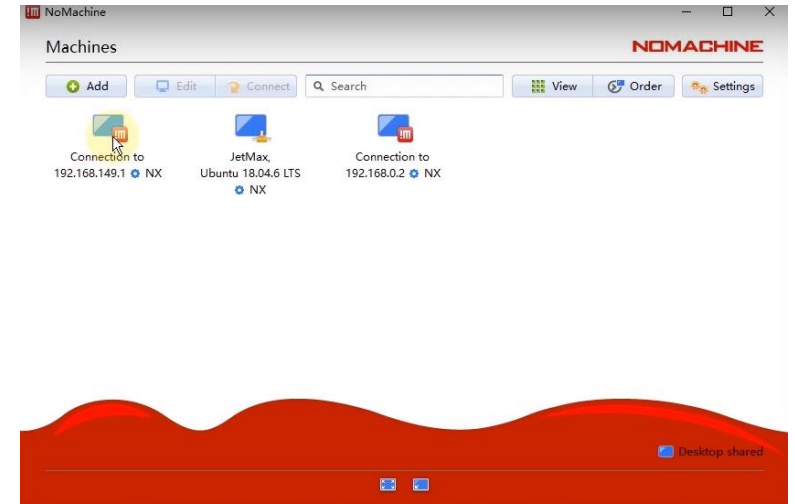 NoMachine
Machines
NOMACHINE
Add
Edit
Connect
Search
View
Order
Settings
Connection to
192.168.149.1 NX
JetMax,
Ubuntu 18.04.6 LTS
NX
Connection to
192.168.0.2 NX
Desktop shared